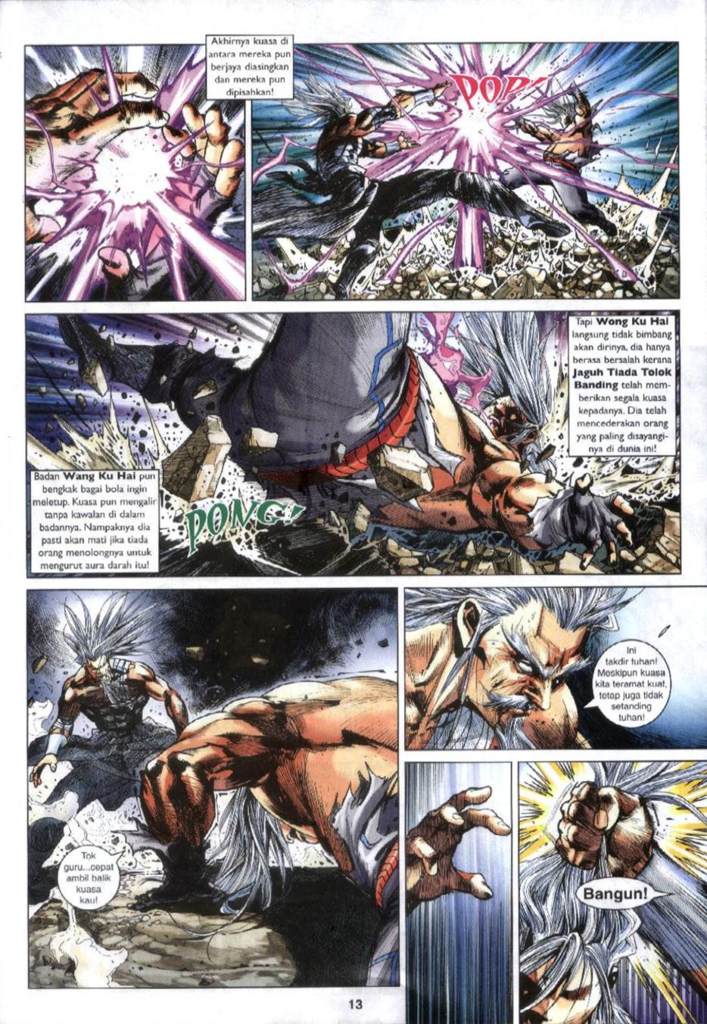 Akhirnya kuasa di
antara mereka pun
berjaya diasingkan
dan mereka pun
dipisahkan!
POP!
Tapi Wong Ku Hai
langsung tidak bimbang
akan dirinya, dia hanya
berasa bersalah kerana
Jaguh Tiada Tolok
Banding telah mem-
berikan segala kuasa
kepadanya. Dia telah
mencederakan orang
yang paling disayangi-
nya di dunia ini!
Badan Wang Ku Hai pun
bengkak bagai bola ingin
meletup. Kuasa pun mengalir
tanpa kawalan di dalam
badannya. Nampaknya dia
pasti akan mati jika tiada
orang menolongnya untuk
mengurut aura darah itu!
PONG!
Ini
takdir tuhan!
Meskipun kuasa
kita teramat kuat,
tetap juga tidak
setanding
tuhan!
Tok
guru...cepat
ambil balik
kuasa
kau!
Bangun!
13